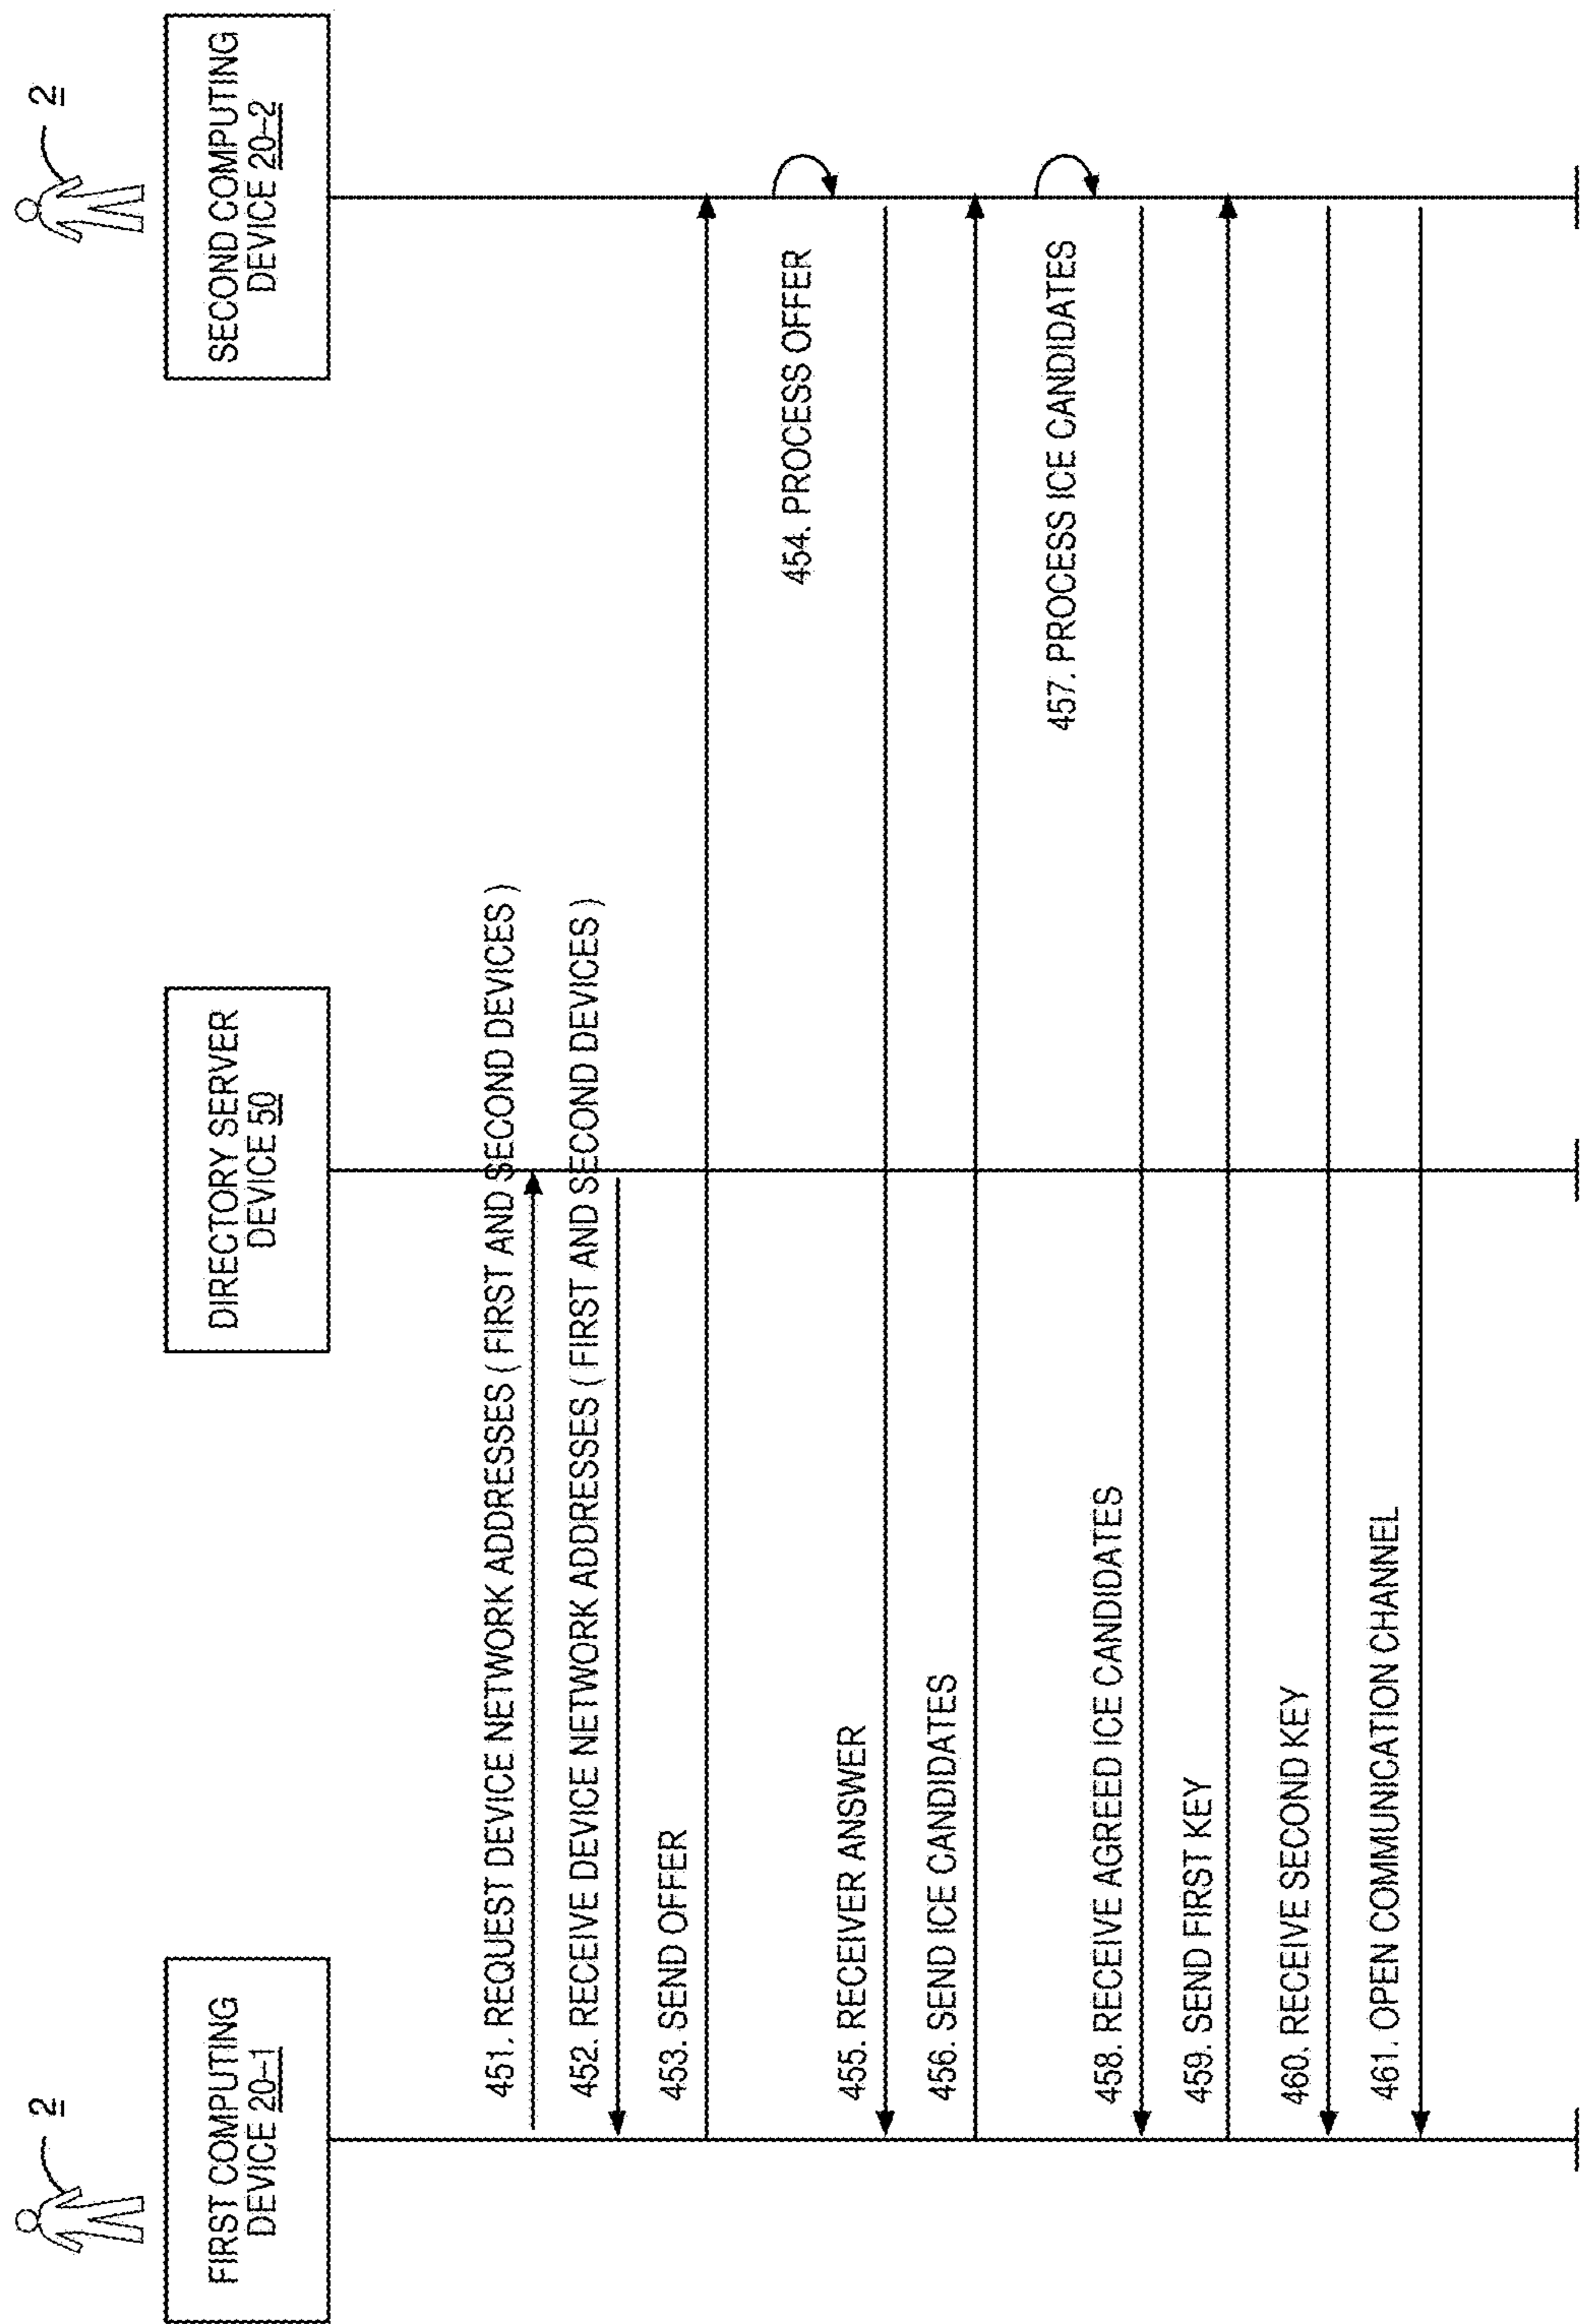 2
2
FIRST COMPUTING
DEVICE 20-1
DIRECTORY SERVER
DEVICE 50
SECOND COMPUTING
DEVICE 20-2
451. REQUEST DEVICE NETWORK ADDRESSES ( FIRST AND SECOND DEVICES )
452. RECEIVE DEVICE NETWORK ADDRESSES ( FIRST AND SECOND DEVICES )
453. SEND OFFER
454. PROCESS OFFER
455. RECEIVER ANSWER
456. SEND ICE CANDIDATES
457. PROCESS ICE CANDIDATES
458. RECEIVE AGREED ICE CANDIDATES
459. SEND FIRST KEY
460. RECEIVE SECOND KEY
461. OPEN COMMUNICATION CHANNEL